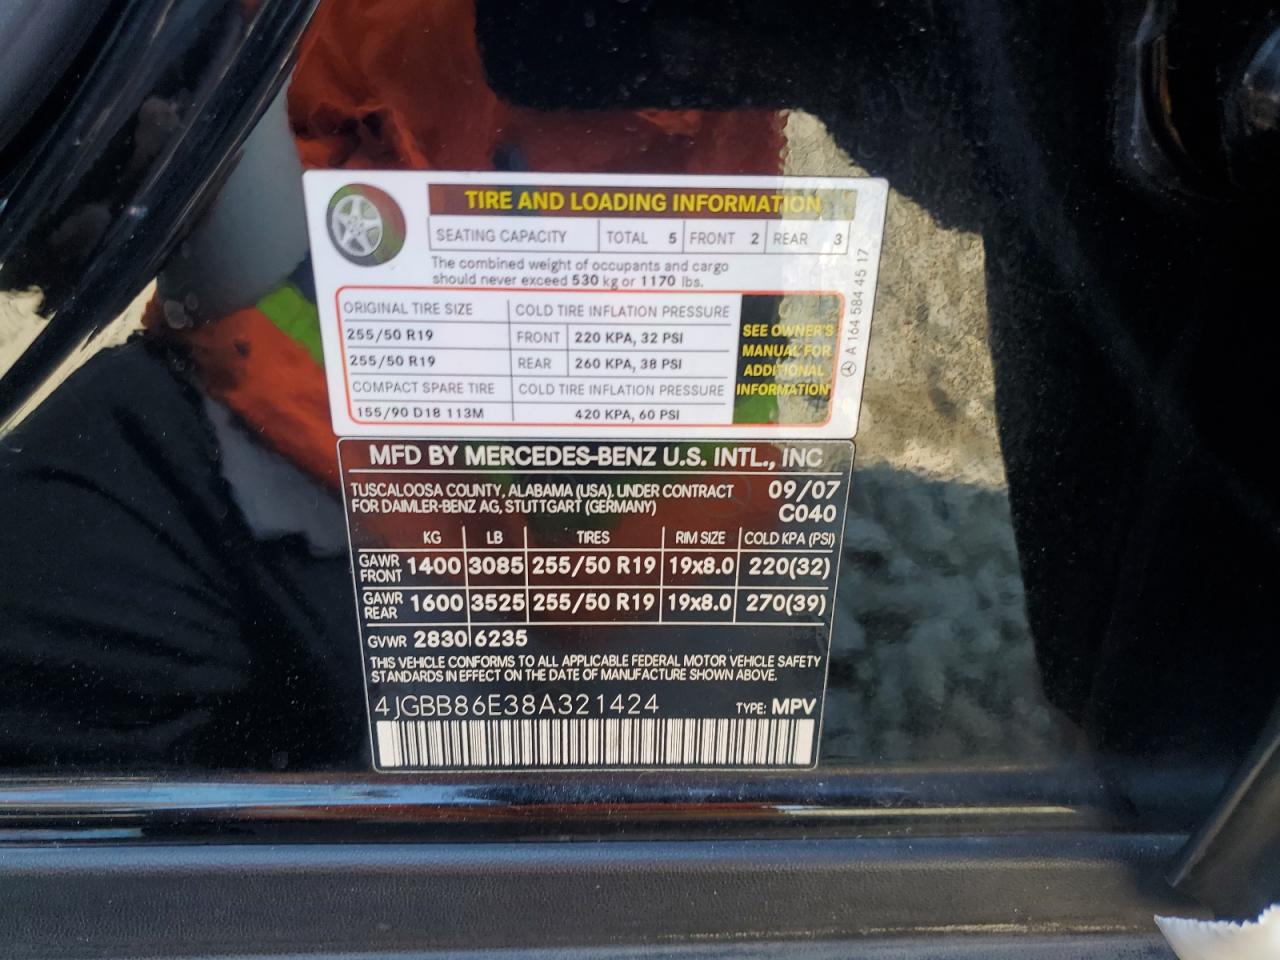 TIRE AND LOADING INFORMATION
SEATING CAPACITY TOTAL 5 FRONT 2 REAR 3
The combined weight of occupants and cargo
should never exceed 530 kg or 1170 lbs.
ORIGINAL TIRE SIZE COLD TIRE INFLATION PRESSURE
255/50 R19 FRONT 220 KPA, 32 PSI
255/50 R19 REAR 260 KPA, 38 PSI
COMPACT SPARE TIRE COLD TIRE INFLATION PRESSURE
155/90 D18 113M 420 KPA, 60 PSI
SEE OWNER'S
MANUAL FOR
ADDITIONAL
INFORMATION
A 164 584 45 17
MFD BY MERCEDES-BENZ U.S. INTL., INC
TUSCALOOSA COUNTY, ALABAMA (USA), UNDER CONTRACT 09/07
FOR DAIMLER-BENZ AG, STUTTGART (GERMANY) C040
KG LB TIRES RIM SIZE COLD KPA (PSI)
GAWR FRONT 1400 3085 255/50 R19 19x8.0 220(32)
GAWR REAR 1600 3525 255/50 R19 19x8.0 270(39)
GVWR 2830 6235
THIS VEHICLE CONFORMS TO ALL APPLICABLE FEDERAL MOTOR VEHICLE SAFETY
STANDARDS IN EFFECT ON THE DATE OF MANUFACTURE SHOWN ABOVE.
4JGBB86E38A321424 TYPE: MPV